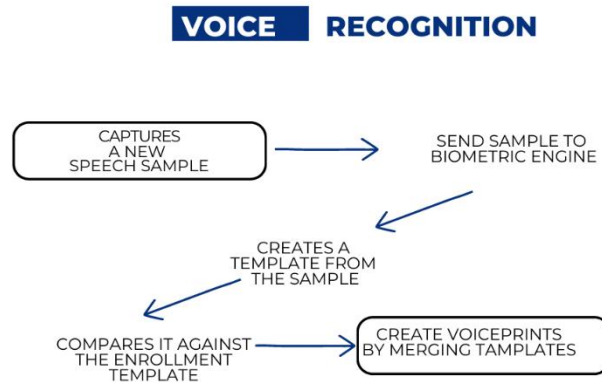 VOICE RECOGNITION
CAPTURES
A NEW
SPEECH SAMPLE
SEND SAMPLE TO
BIOMETRIC ENGINE
CREATES A
TEMPLATE FROM
THE SAMPLE
COMPARES IT AGAINST
THE ENROLLMENT
TEMPLATE
CREATE VOICEPRINTS
BY MERGING TAMPLATES